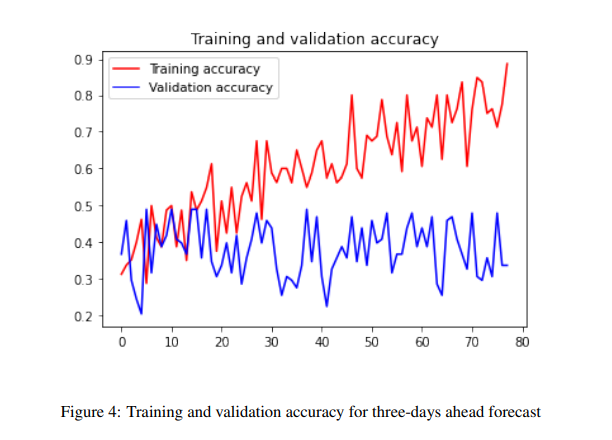 Training and validation accuracy
Training accuracy
Validation accuracy
0.9
0.8
0.7
0.6
0.5
0.4
0.3
0.2
0 10 20 30 40 50 60 70 80
Figure 4: Training and validation accuracy for three-days ahead forecast